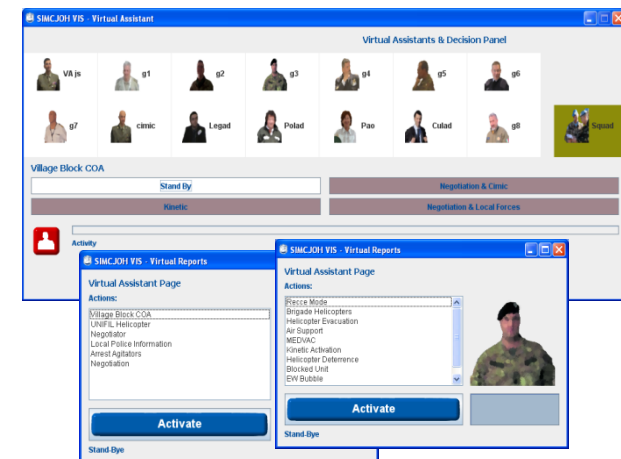 SIMCJOH VIS - Virtual Assistant
Virtual Assistants & Decision Panel
VA js
g1
g2
g3
g4
g5
g6
g7
cimic
Legad
Polad
Pao
Culad
g8
Squad
Village Block COA
Stand By
Negotiation & Cimic
Kinetic
Negotiation & Local Forces
Activity
SIMCJOH VIS - Virtual Reports
Virtual Assistant Page
Actions:
Village Block COA
UNIFIL Helicopter
Negotiator
Local Police Information
Arrest Agitators
Negotiation
Activate
Stand-Bye
SIMCJOH VIS - Virtual Reports
Virtual Assistant Page
Actions:
Recce Mode
Brigade Helicopters
Helicopter Evacuation
Air Support
MEDVAC
Kinetic Activation
Helicopter Deterrence
Blocked Unit
EW Bubble
Activate
Stand-Bye